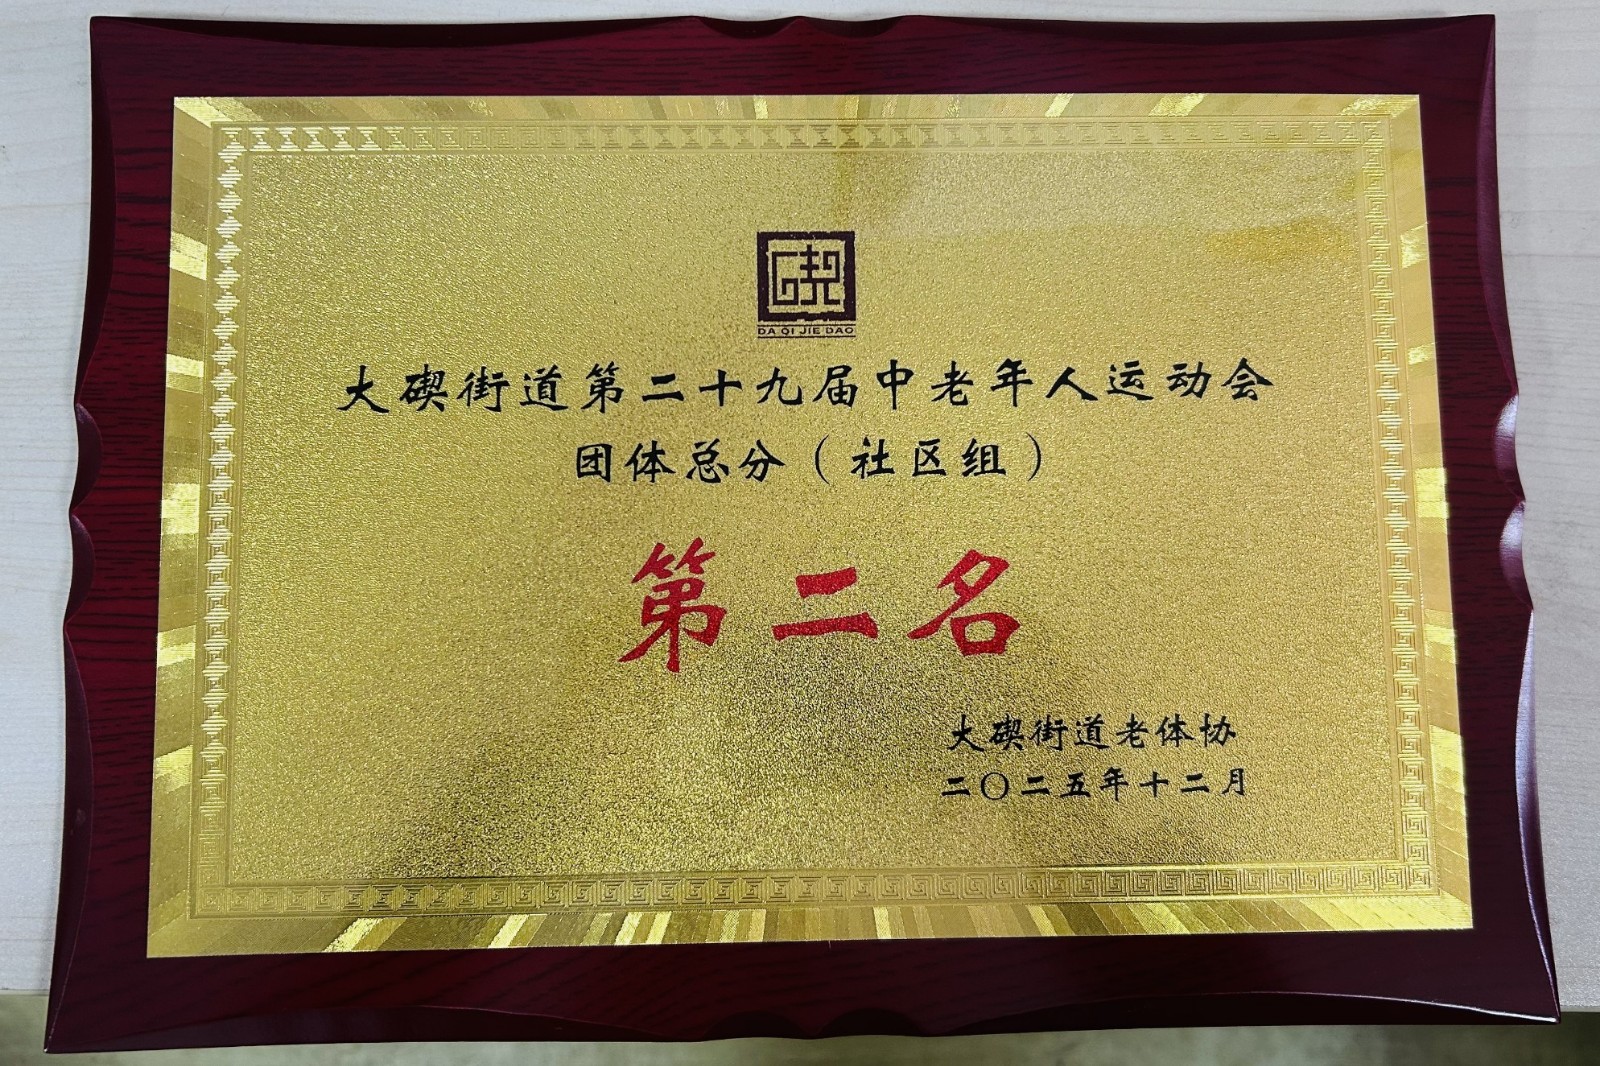 碶
DA QI JIE DAO
大碶街道第二十九届中老年人运动会
团体总分（社区组）
第二名
大碶街道老体协
二〇二五年十二月